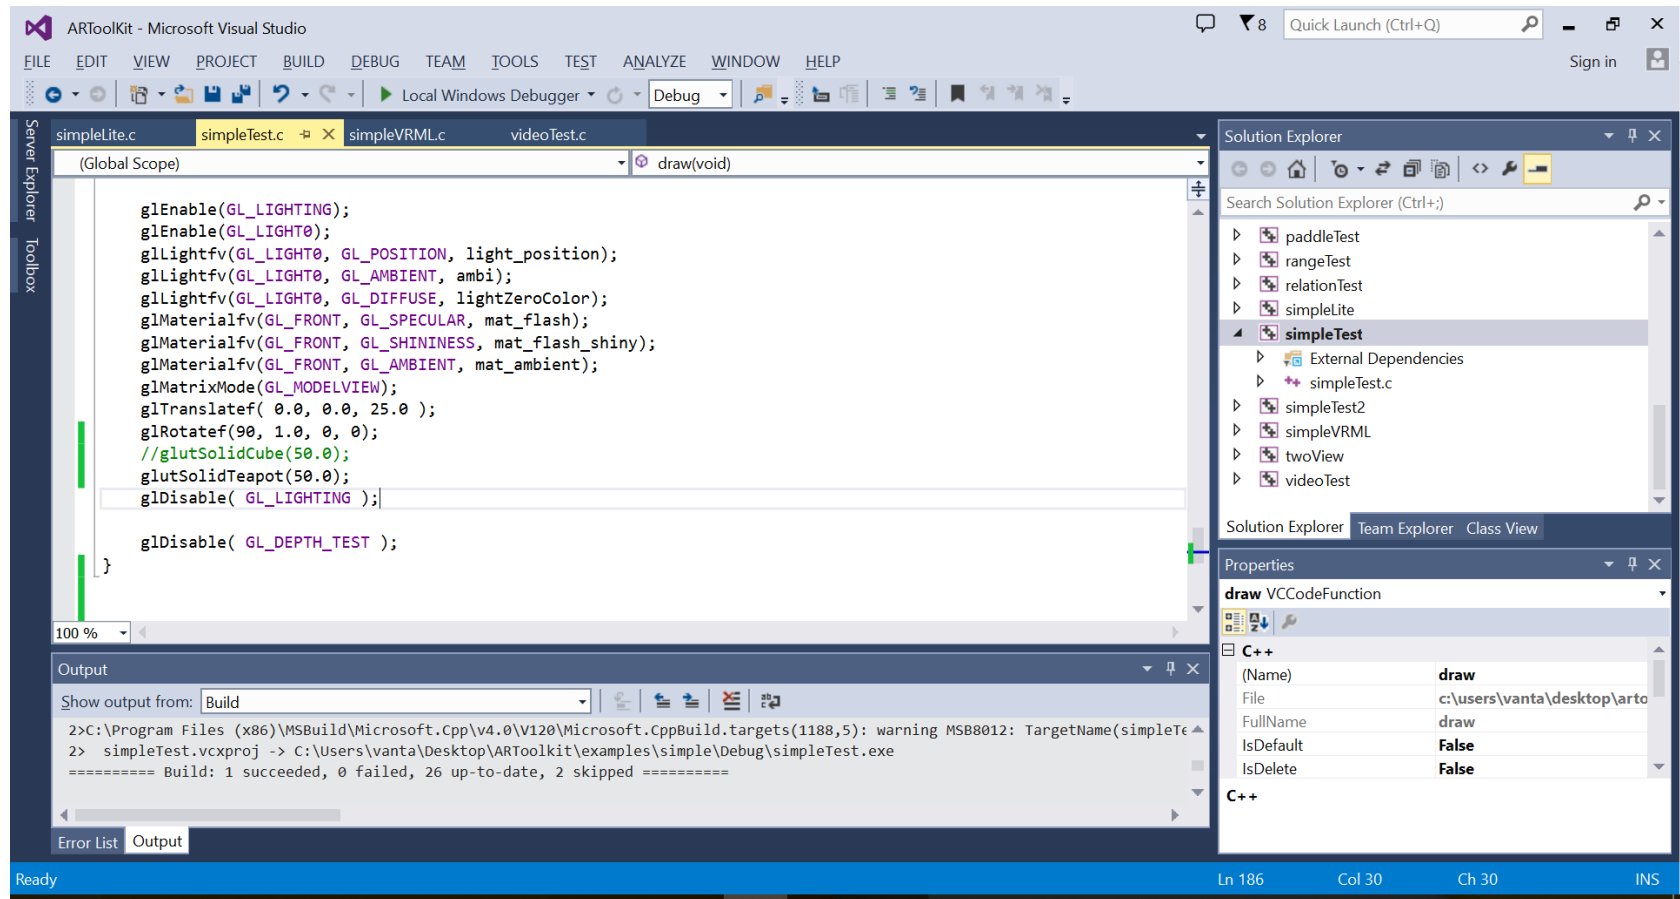 ARToolKit - Microsoft Visual Studio
8
Quick Launch (Ctrl+Q)
FILE EDIT VIEW PROJECT BUILD DEBUG TEAM TOOLS TEST ANALYZE WINDOW HELP
Sign in
Local Windows Debugger
Debug
Server Explorer
Toolbox
simpleLite.c simpleTest.c simpleVRML.c videoTest.c
(Global Scope)
draw(void)
glEnable(GL_LIGHTING);
glEnable(GL_LIGHT0);
glLightfv(GL_LIGHT0, GL_POSITION, light_position);
glLightfv(GL_LIGHT0, GL_AMBIENT, ambi);
glLightfv(GL_LIGHT0, GL_DIFFUSE, lightZeroColor);
glMaterialfv(GL_FRONT, GL_SPECULAR, mat_flash);
glMaterialfv(GL_FRONT, GL_SHININESS, mat_flash_shiny);
glMaterialfv(GL_FRONT, GL_AMBIENT, mat_ambient);
glMatrixMode(GL_MODELVIEW);
glTranslatef( 0.0, 0.0, 25.0 );
glRotatef(90, 1.0, 0, 0);
//glutSolidCube(50.0);
glutSolidTeapot(50.0);
glDisable( GL_LIGHTING );
glDisable( GL_DEPTH_TEST );
}
100 %
Output
Show output from: Build
2>C:\Program Files (x86)\MSBuild\Microsoft.Cpp\v4.0\V120\Microsoft.CppBuild.targets(1188,5): warning MSB8012: TargetName(simpleTe
2>  simpleTest.vcxproj -> C:\Users\vanta\Desktop\ARToolkit\examples\simple\Debug\simpleTest.exe
========== Build: 1 succeeded, 0 failed, 26 up-to-date, 2 skipped ==========
Error List Output
Solution Explorer
Search Solution Explorer (Ctrl+;)
paddleTest
rangeTest
relationTest
simpleLite
simpleTest
External Dependencies
simpleTest.c
simpleTest2
simpleVRML
twoView
videoTest
Solution Explorer Team Explorer Class View
Properties
draw VCCodeFunction
C++
(Name) draw
File c:\users\vanta\desktop\arto
FullName draw
IsDefault False
IsDelete False
C++
Ready
Ln 186 Col 30 Ch 30 INS